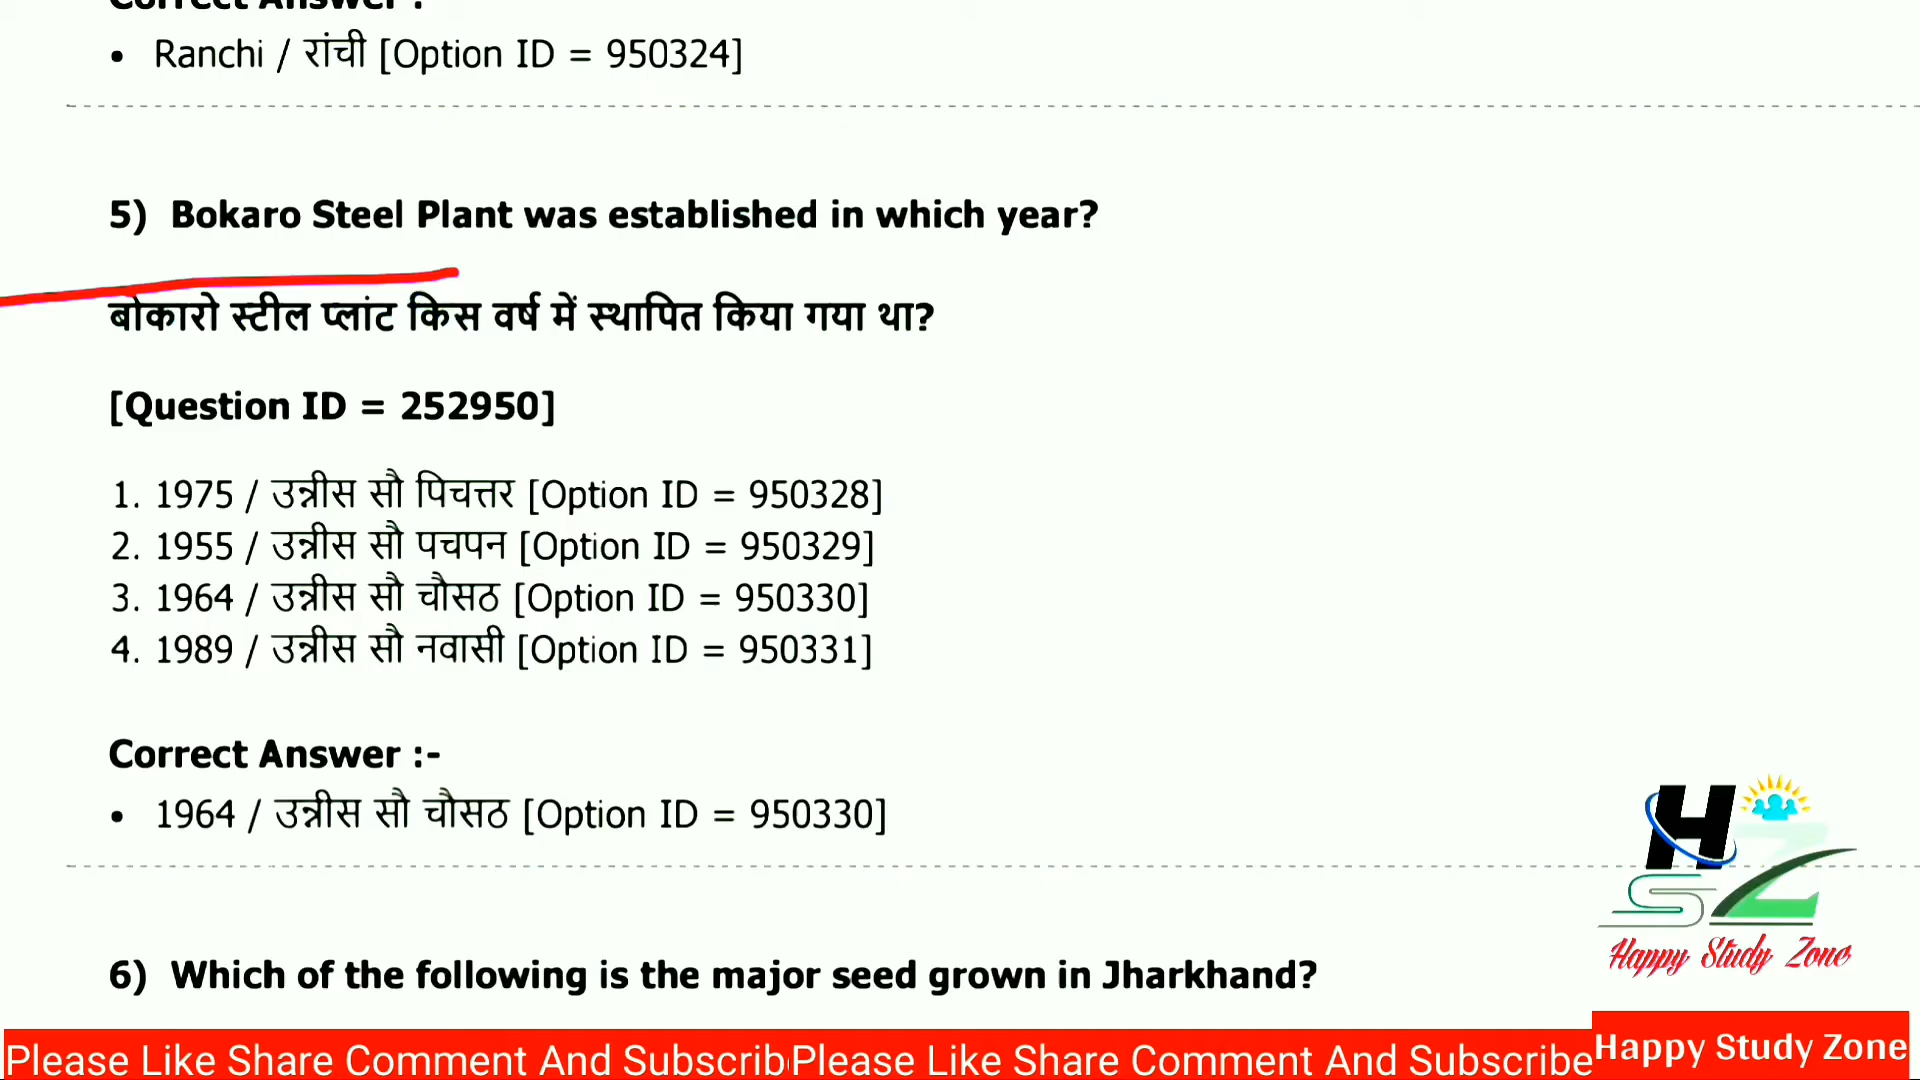 Correct Answer :
• Ranchi / रांची [Option ID = 950324]
5) Bokaro Steel Plant was established in which year?
बोकारो स्टील प्लांट किस वर्ष में स्थापित किया गया था?
[Question ID = 252950]
1. 1975 / उन्नीस सौ पिचत्तर [Option ID = 950328]
2. 1955 / उन्नीस सौ पचपन [Option ID = 950329]
3. 1964 / उन्नीस सौ चौसठ [Option ID = 950330]
4. 1989 / उन्नीस सौ नवासी [Option ID = 950331]
Correct Answer :-
• 1964 / उन्नीस सौ चौसठ [Option ID = 950330]
HSZ
Happy Study Zone
6) Which of the following is the major seed grown in Jharkhand?
Please Like Share Comment And Subscrib Please Like Share Comment And Subscribe
Happy Study Zone